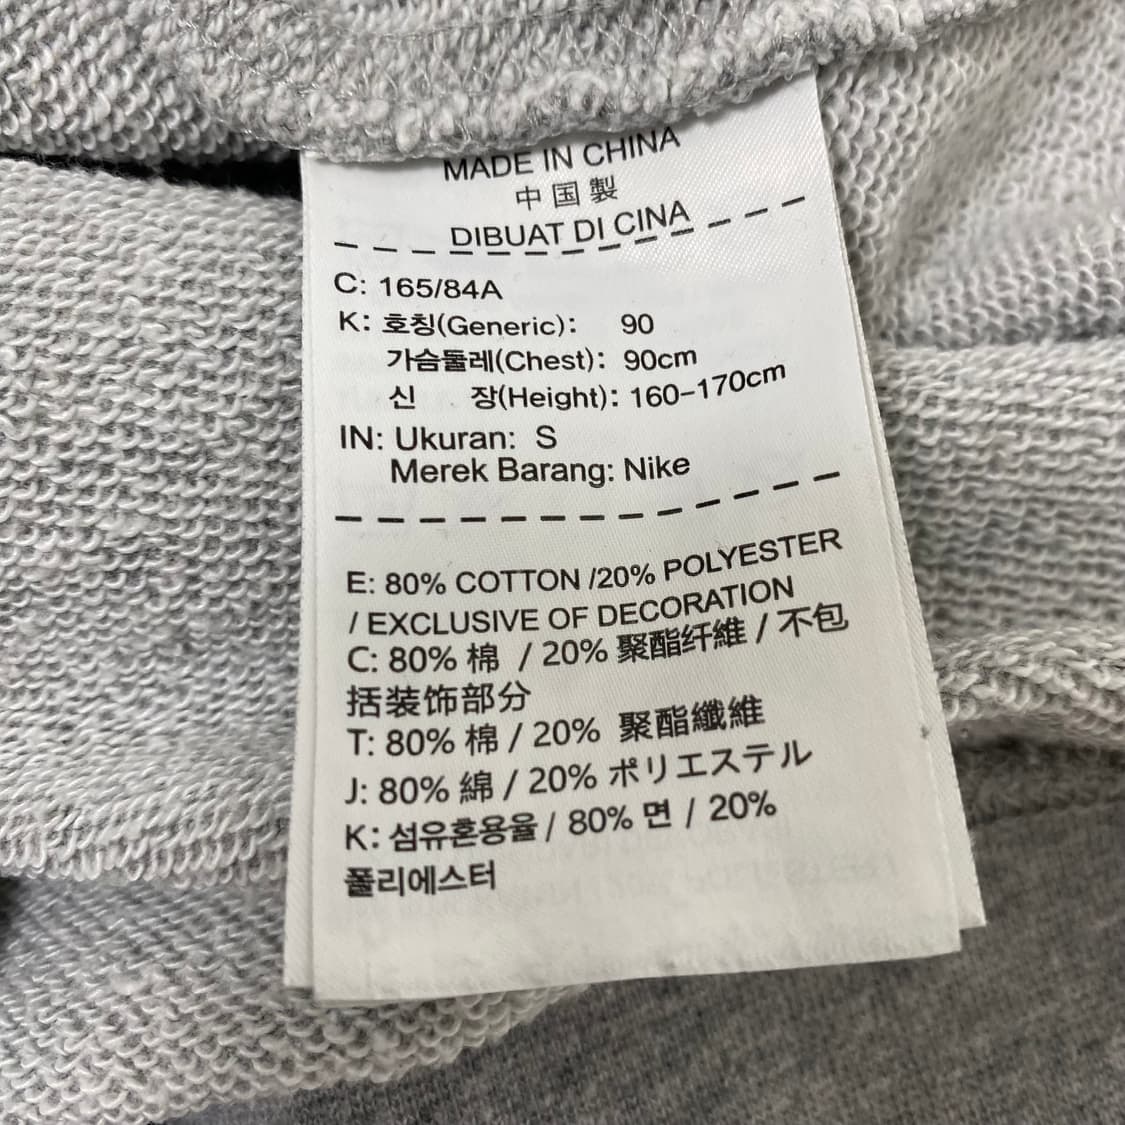 MADE IN CHINA
中国製
DIBUAT DI CINA
C: 165/84A
K: 호칭(Generic): 90
가슴둘레(Chest): 90cm
신 장(Height): 160-170cm
IN: Ukuran: S
Merek Barang: Nike
E: 80% COTTON /20% POLYESTER
/ EXCLUSIVE OF DECORATION
C: 80% 棉 / 20% 聚酯纤維 / 不包
括装饰部分
T: 80% 棉 / 20% 聚酯纖維
J: 80% 綿 / 20% ポリエステル
K: 섬유혼용율 / 80% 면 / 20%
폴리에스터